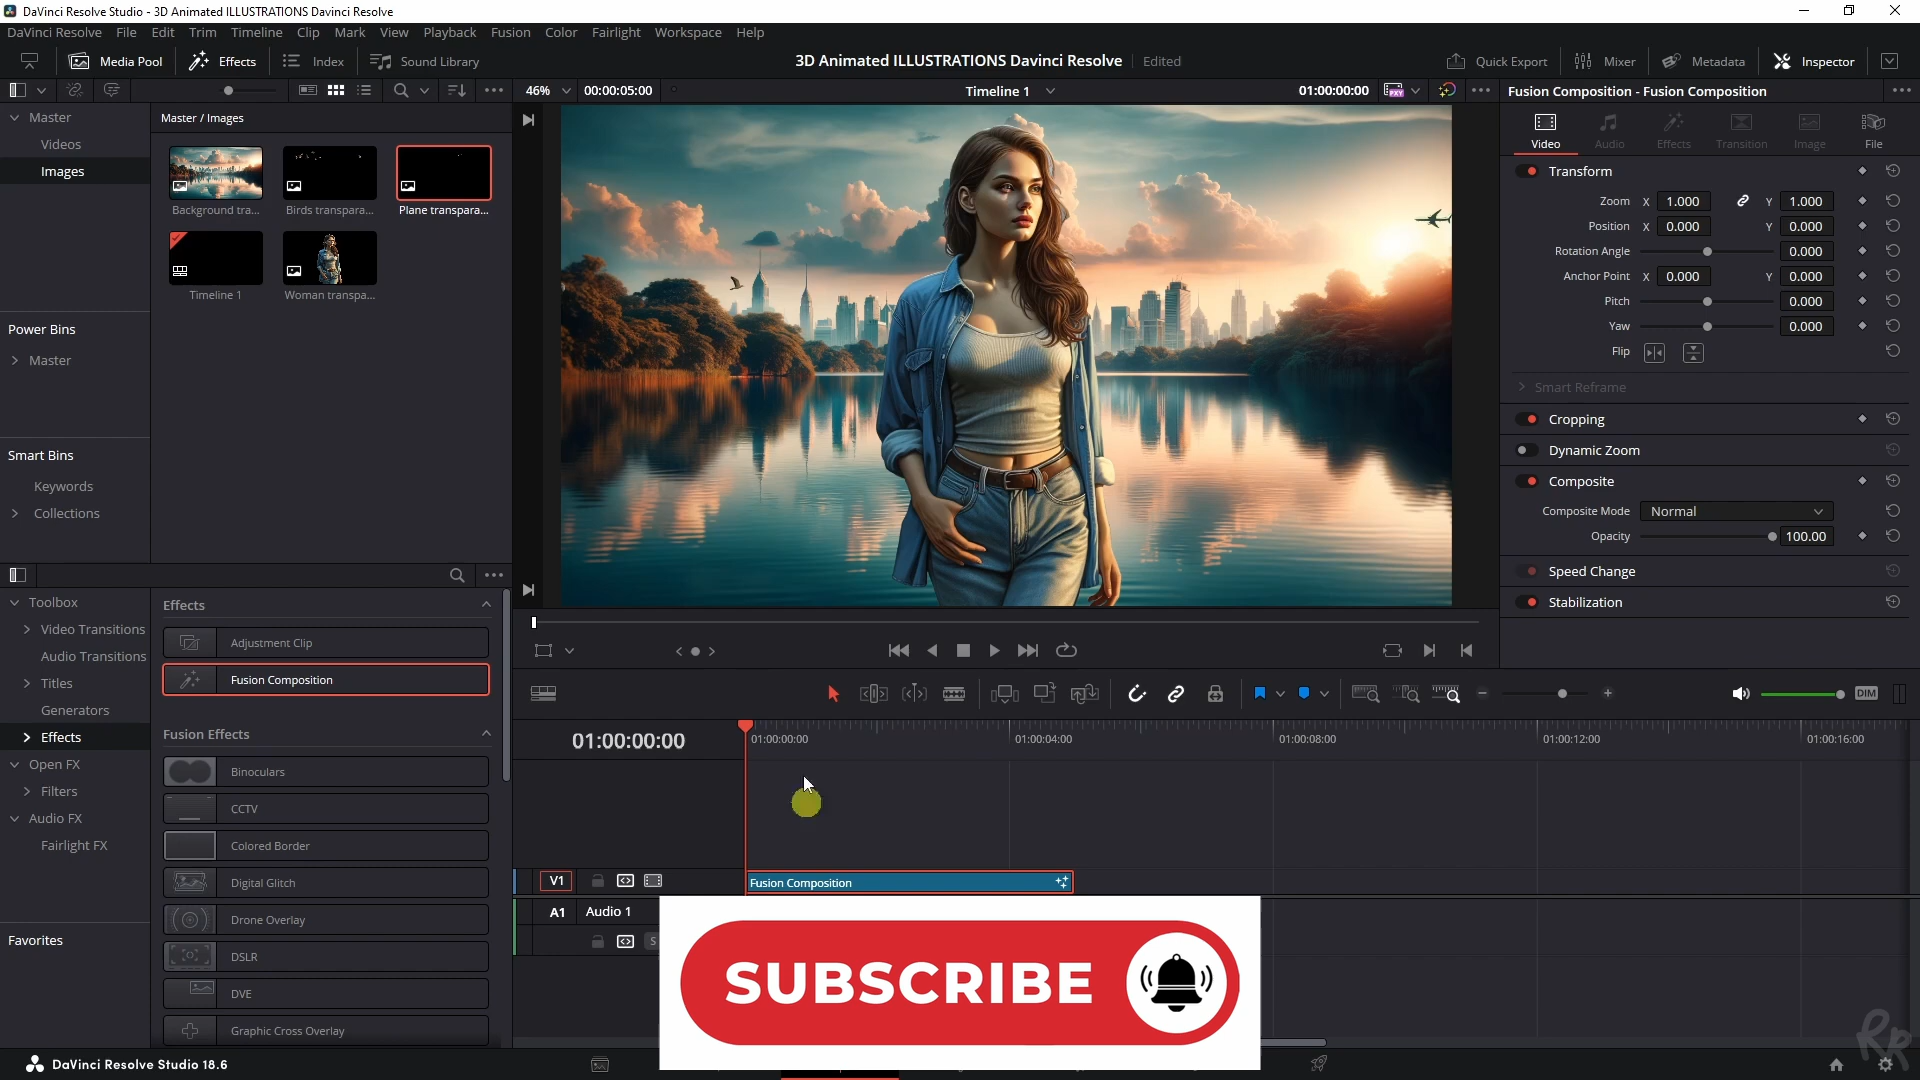 DaVinci Resolve Studio - 3D Animated ILLUSTRATIONS Davinci Resolve
DaVinci Resolve File Edit Trim Timeline Clip Mark View Playback Fusion Color Fairlight Workspace Help
Media Pool Effects Index Sound Library 3D Animated ILLUSTRATIONS Davinci Resolve Edited Quick Export Mixer Metadata Inspector
46% 00:00:05:00 Timeline 1 01:00:00:00 Fusion Composition - Fusion Composition
Master
Videos
Images
Power Bins
Master
Smart Bins
Keywords
Collections
Master / Images
Background tra... Birds transpara... Plane transpara...
Timeline 1 Woman transpa...
Video Audio Effects Transition Image File
Transform
Zoom X 1.000 Y 1.000
Position X 0.000 Y 0.000
Rotation Angle 0.000
Anchor Point X 0.000 Y 0.000
Pitch 0.000
Yaw 0.000
Flip
Smart Reframe
Cropping
Dynamic Zoom
Composite
Composite Mode Normal
Opacity 100.00
Speed Change
Stabilization
Toolbox
Video Transitions
Audio Transitions
Titles
Generators
Effects
Open FX
Filters
Audio FX
Fairlight FX
Favorites
Effects
Adjustment Clip
Fusion Composition
Fusion Effects
Binoculars
CCTV
Colored Border
Digital Glitch
Drone Overlay
DSLR
DVE
Graphic Cross Overlay
DIM
01:00:00:00 01:00:00:00 01:00:04:00 01:00:08:00 01:00:12:00 01:00:16:00
V1 Fusion Composition
A1 Audio 1
S
SUBSCRIBE
DaVinci Resolve Studio 18.6
RR